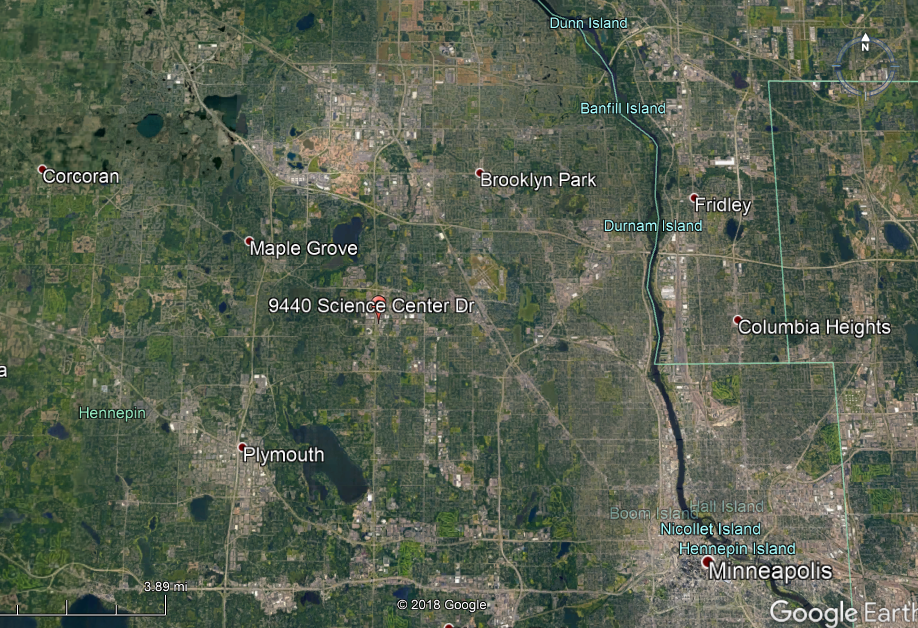 Dunn Island
N
Banfill Island
Corcoran
Brooklyn Park
Fridley
Durnam Island
Maple Grove
9440 Science Center Dr
Columbia Heights
a
Hennepin
Plymouth
Hall Island
Boom Island
Nicollet Island
Hennepin Island
Minneapolis
3.89 mi
© 2018 Google
Google Earth